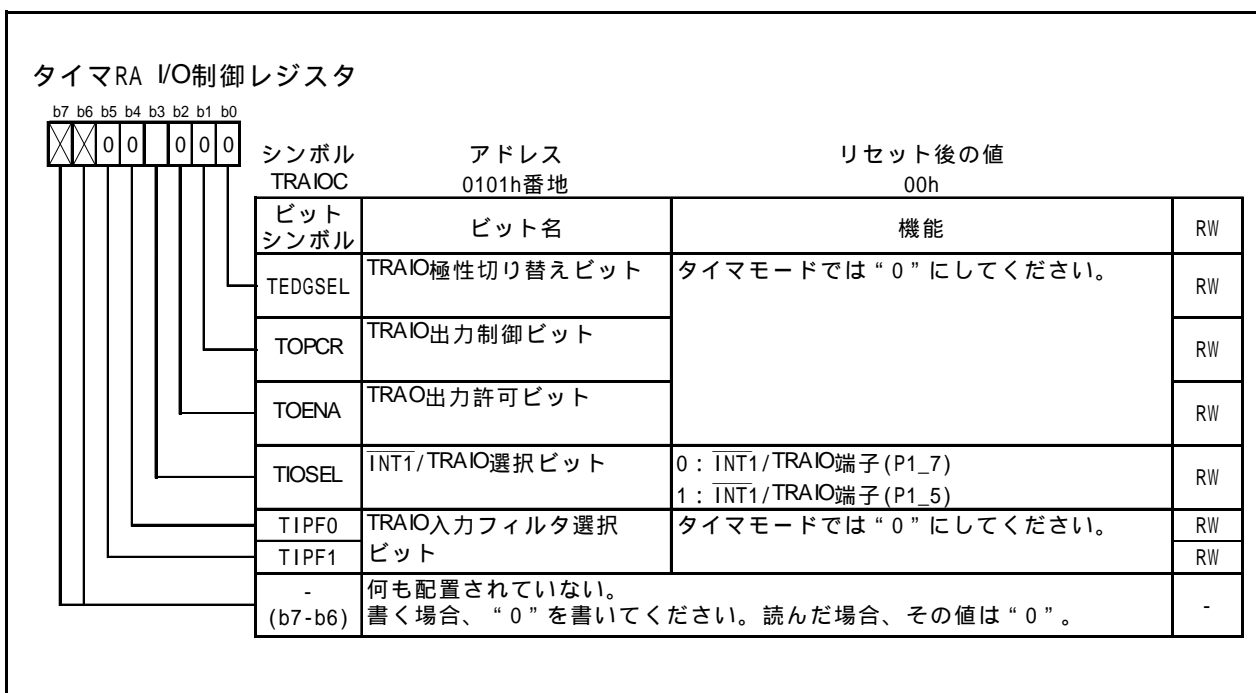 タイマRA I/O制御レジスタ
b7 b6 b5 b4 b3 b2 b1 b0
0 0 0 0 0
シンボル アドレス リセット後の値
TRAIOC 0101h番地 00h
ビット
シンボル ビット名 機能 RW
TEDGSEL TRAIO極性切り替えビット タイマモードでは“0”にしてください。 RW
TOPCR TRAIO出力制御ビット RW
TOENA TRAO出力許可ビット RW
TIOSEL INT1/TRAIO選択ビット 0：INT1/TRAIO端子(P1_7) RW
1：INT1/TRAIO端子(P1_5)
TIPF0 TRAIO入力フィルタ選択 タイマモードでは“0”にしてください。 RW
TIPF1 ビット RW
- 何も配置されていない。 -
(b7-b6) 書く場合、“0”を書いてください。読んだ場合、その値は“0”。